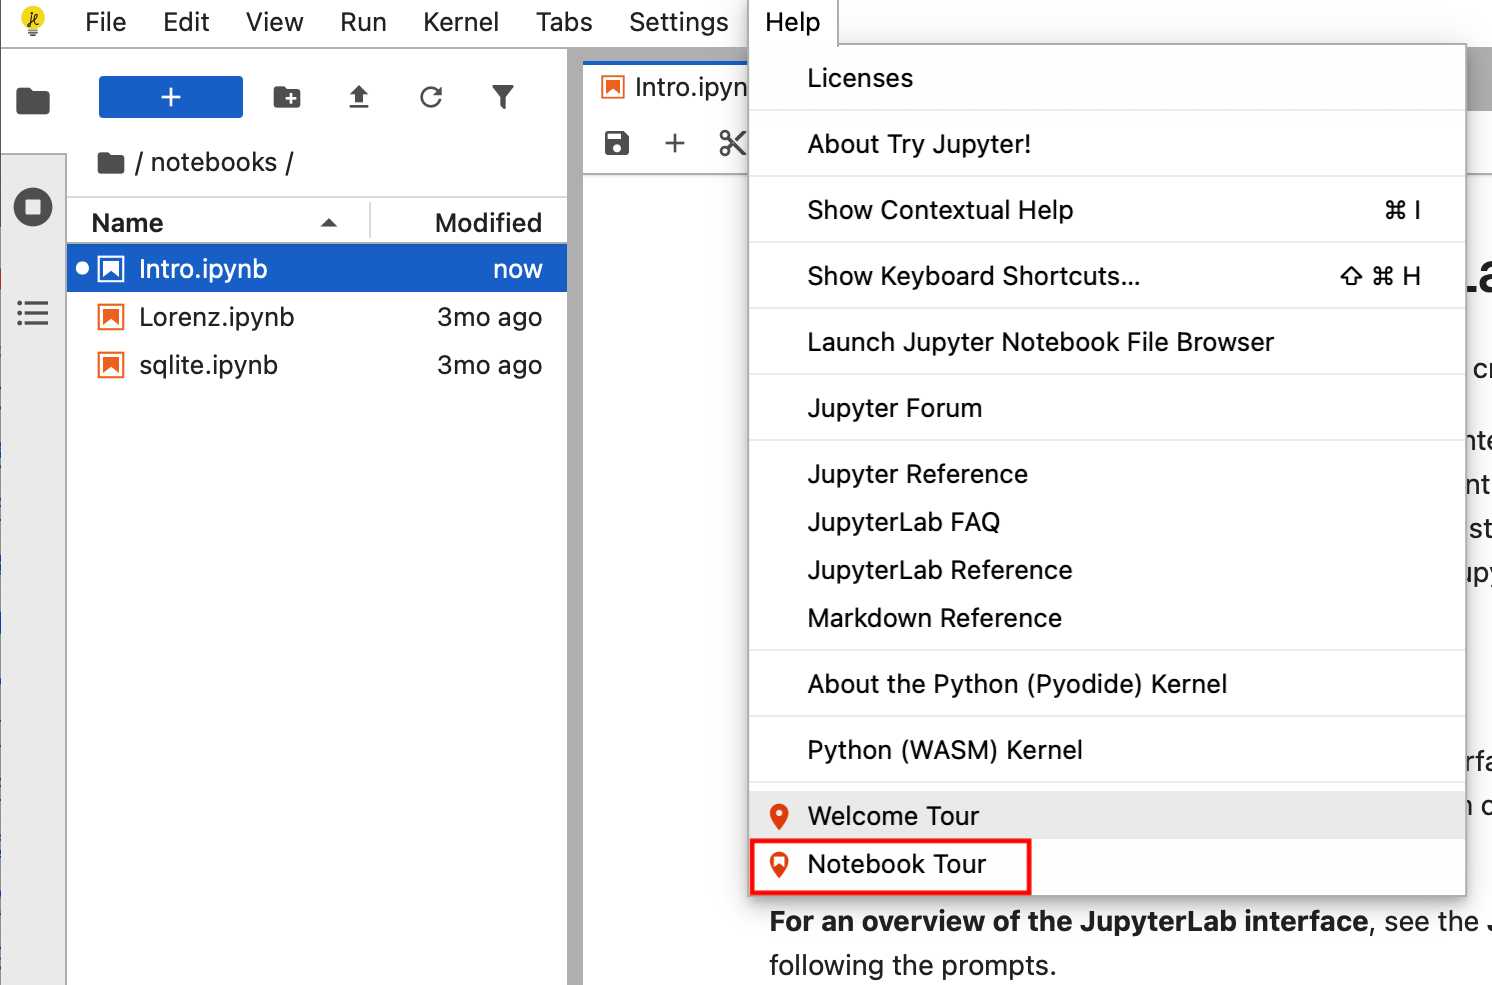 File Edit View Run Kernel Tabs Settings Help
+
/ notebooks /
Name Modified
Intro.ipynb now
Lorenz.ipynb 3mo ago
sqlite.ipynb 3mo ago
Intro.ipyn
Licenses
About Try Jupyter!
Show Contextual Help ⌘ I
Show Keyboard Shortcuts... ⇧ ⌘ H
Launch Jupyter Notebook File Browser
Jupyter Forum
Jupyter Reference
JupyterLab FAQ
JupyterLab Reference
Markdown Reference
About the Python (Pyodide) Kernel
Python (WASM) Kernel
Welcome Tour
Notebook Tour
For an overview of the JupyterLab interface, see the
following the prompts.